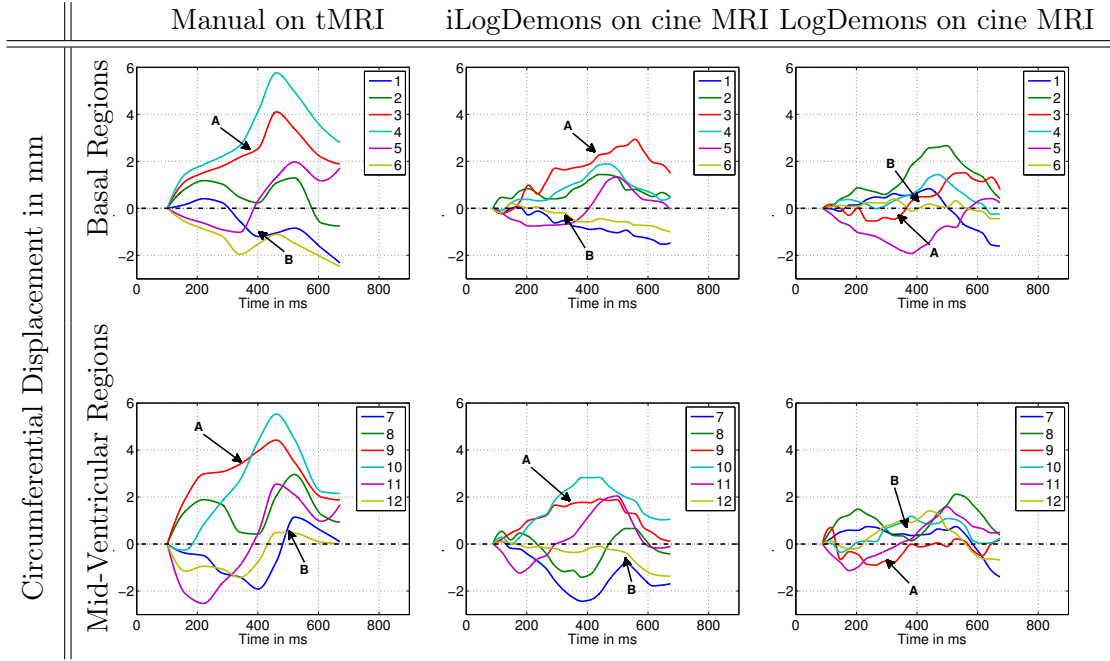 Manual on tMRI
iLogDemons on cine MRI
LogDemons on cine MRI
Circumferential Displacement in mm
Basal Regions
6
4
2
0
−2
0 200 400 600 800
Time in ms
A
B
1
2
3
4
5
6
6
4
2
0
−2
0 200 400 600 800
Time in ms
A
B
1
2
3
4
5
6
6
4
2
0
−2
0 200 400 600 800
Time in ms
B
A
1
2
3
4
5
6
Mid-Ventricular Regions
6
4
2
0
−2
0 200 400 600 800
Time in ms
A
B
7
8
9
10
11
12
6
4
2
0
−2
0 200 400 600 800
Time in ms
A
B
7
8
9
10
11
12
6
4
2
0
−2
0 200 400 600 800
Time in ms
B
A
7
8
9
10
11
12